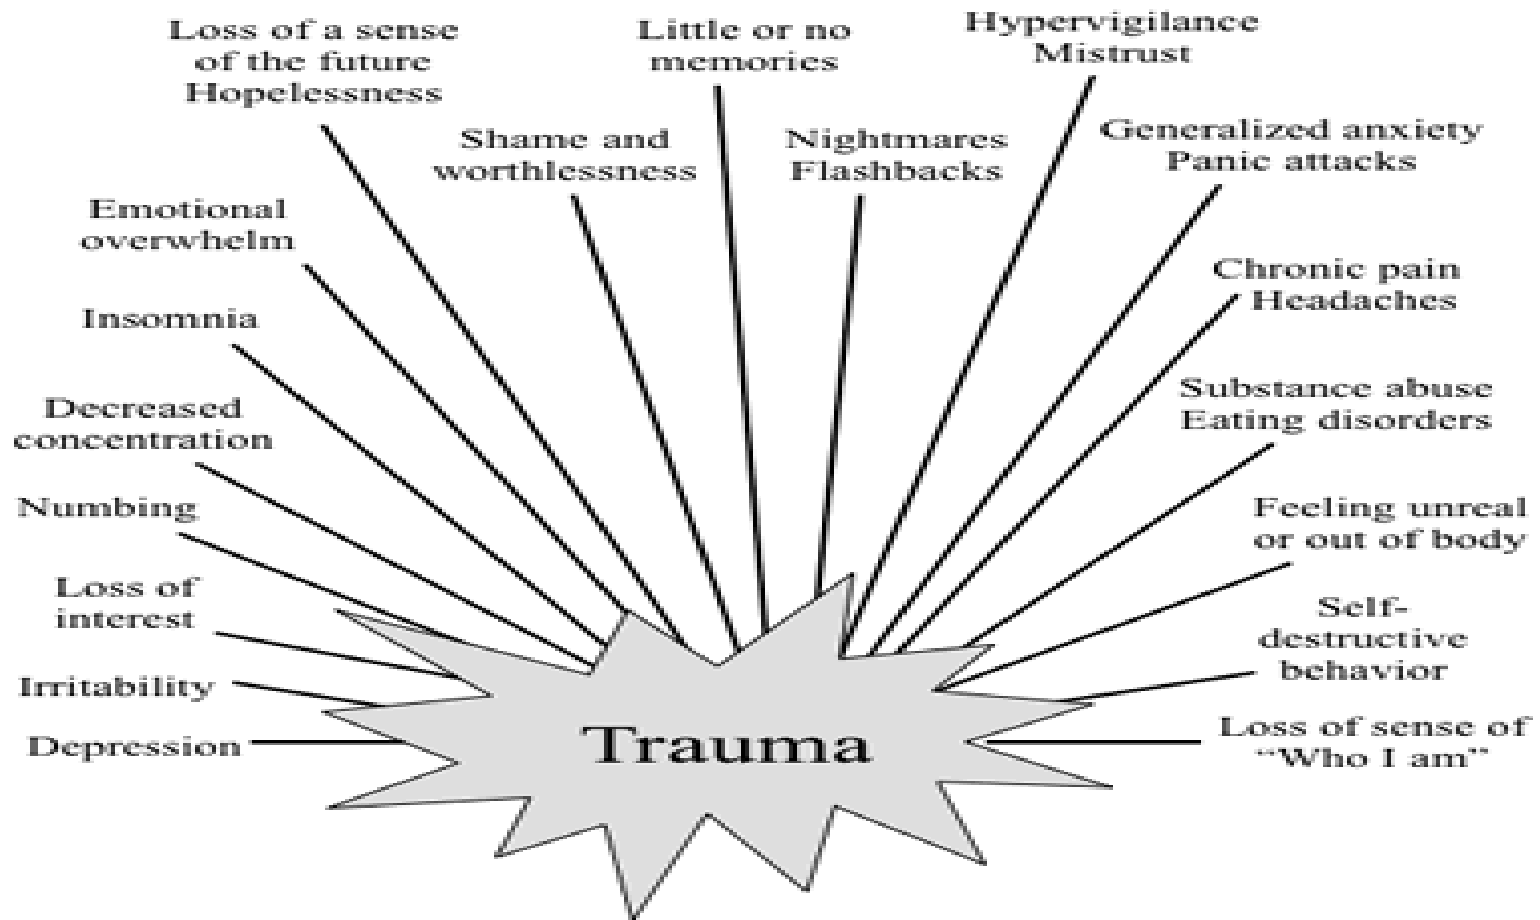 Loss of a sense
of the future
Hopelessness
Little or no
memories
Hypervigilance
Mistrust
Shame and
worthlessness
Nightmares
Flashbacks
Generalized anxiety
Panic attacks
Emotional
overwhelm
Chronic pain
Headaches
Insomnia
Substance abuse
Eating disorders
Decreased
concentration
Numbing
Feeling unreal
or out of body
Loss of
interest
Self-
destructive
behavior
Irritability
Depression
Trauma
Loss of sense of
“Who I am”